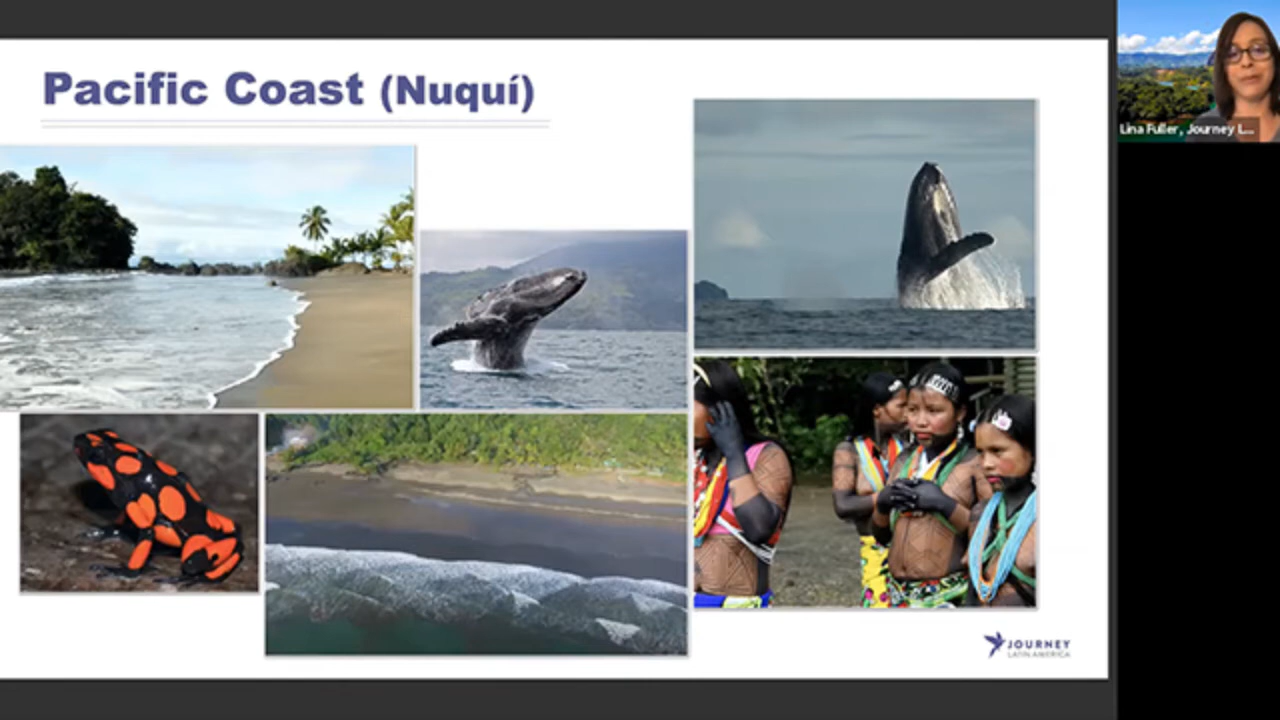 Pacific Coast (Nuquí)
Lina Fuller, Journey L...
JOURNEY
LATIN AMERICA